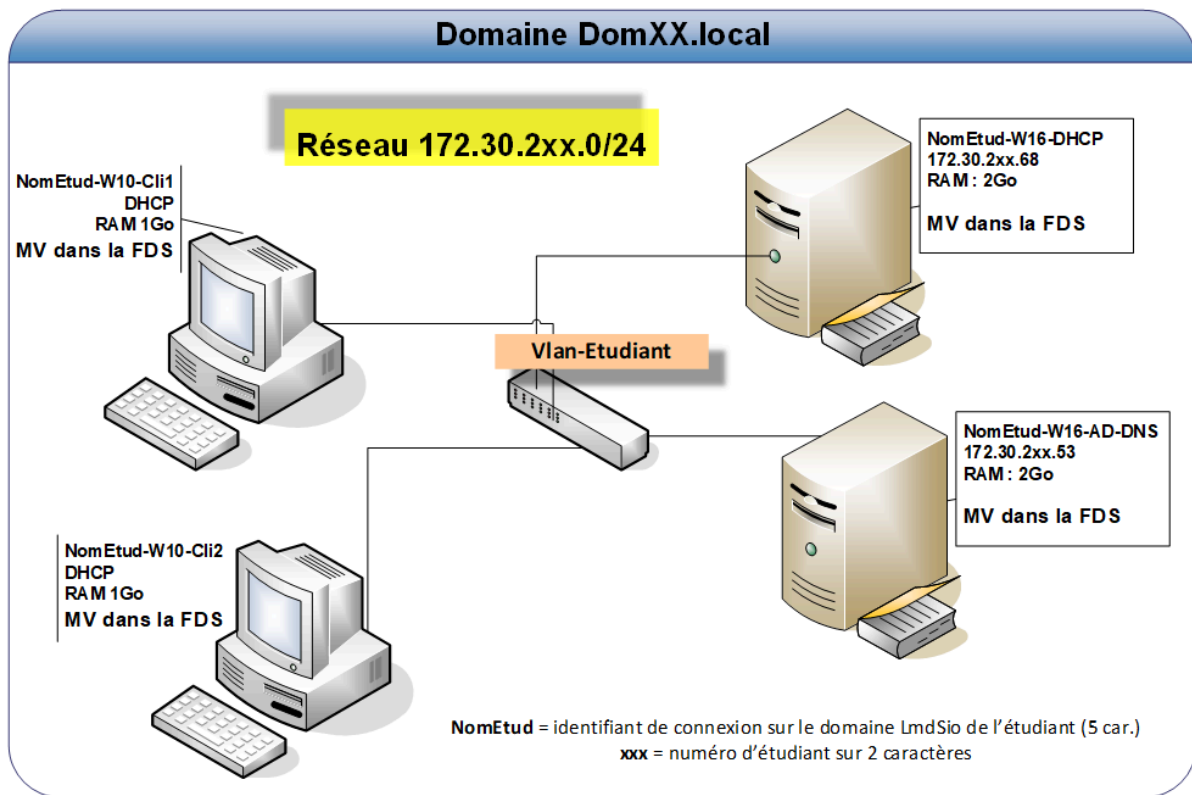 Domaine DomXX.local
Réseau 172.30.2xx.0/24
NomEtud-W10-Cli1
DHCP
RAM 1Go
MV dans la FDS
NomEtud-W16-DHCP
172.30.2xx.68
RAM : 2Go
MV dans la FDS
Vlan-Etudiant
NomEtud-W16-AD-DNS
172.30.2xx.53
RAM : 2Go
MV dans la FDS
NomEtud-W10-Cli2
DHCP
RAM 1Go
MV dans la FDS
NomEtud = identifiant de connexion sur le domaine LmdSio de l'étudiant (5 car.)
xxx = numéro d'étudiant sur 2 caractères